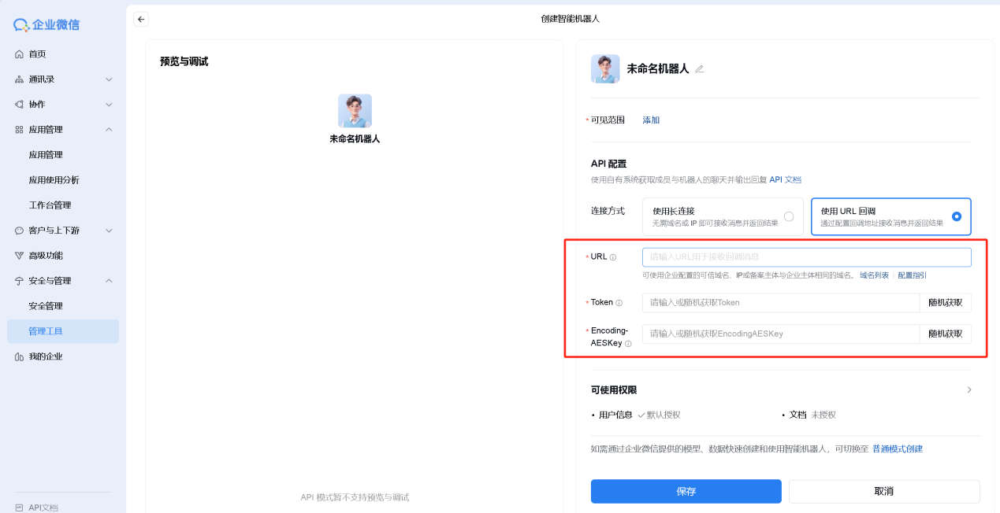 企业微信
首页
通讯录
协作
应用管理
应用管理
应用使用分析
工作台管理
客户与上下游
高级功能
安全与管理
安全管理
管理工具
我的企业
API文档
创建智能机器人
预览与调试
未命名机器人
API 模式暂不支持预览与调试
未命名机器人
* 可见范围 添加
API 配置
使用自有系统获取成员与机器人的聊天并输出回复 API 文档
连接方式
使用长连接
无需域名或 IP 即可接收消息并返回结果
使用 URL 回调
通过配置回调地址接收消息并返回结果
* URL 请输入URL用于接收回调消息
可使用企业配置的可信域名、IP或备案主体与企业主体相同的域名。 域名列表 | 配置指引
* Token 请输入或随机获取Token 随机获取
* Encoding-
AESKey 请输入或随机获取EncodingAESKey 随机获取
可使用权限
• 用户信息 默认授权 • 文档 未授权
如需通过企业微信提供的模型、数据快速创建和使用智能机器人，可切换至 普通模式创建
保存 取消